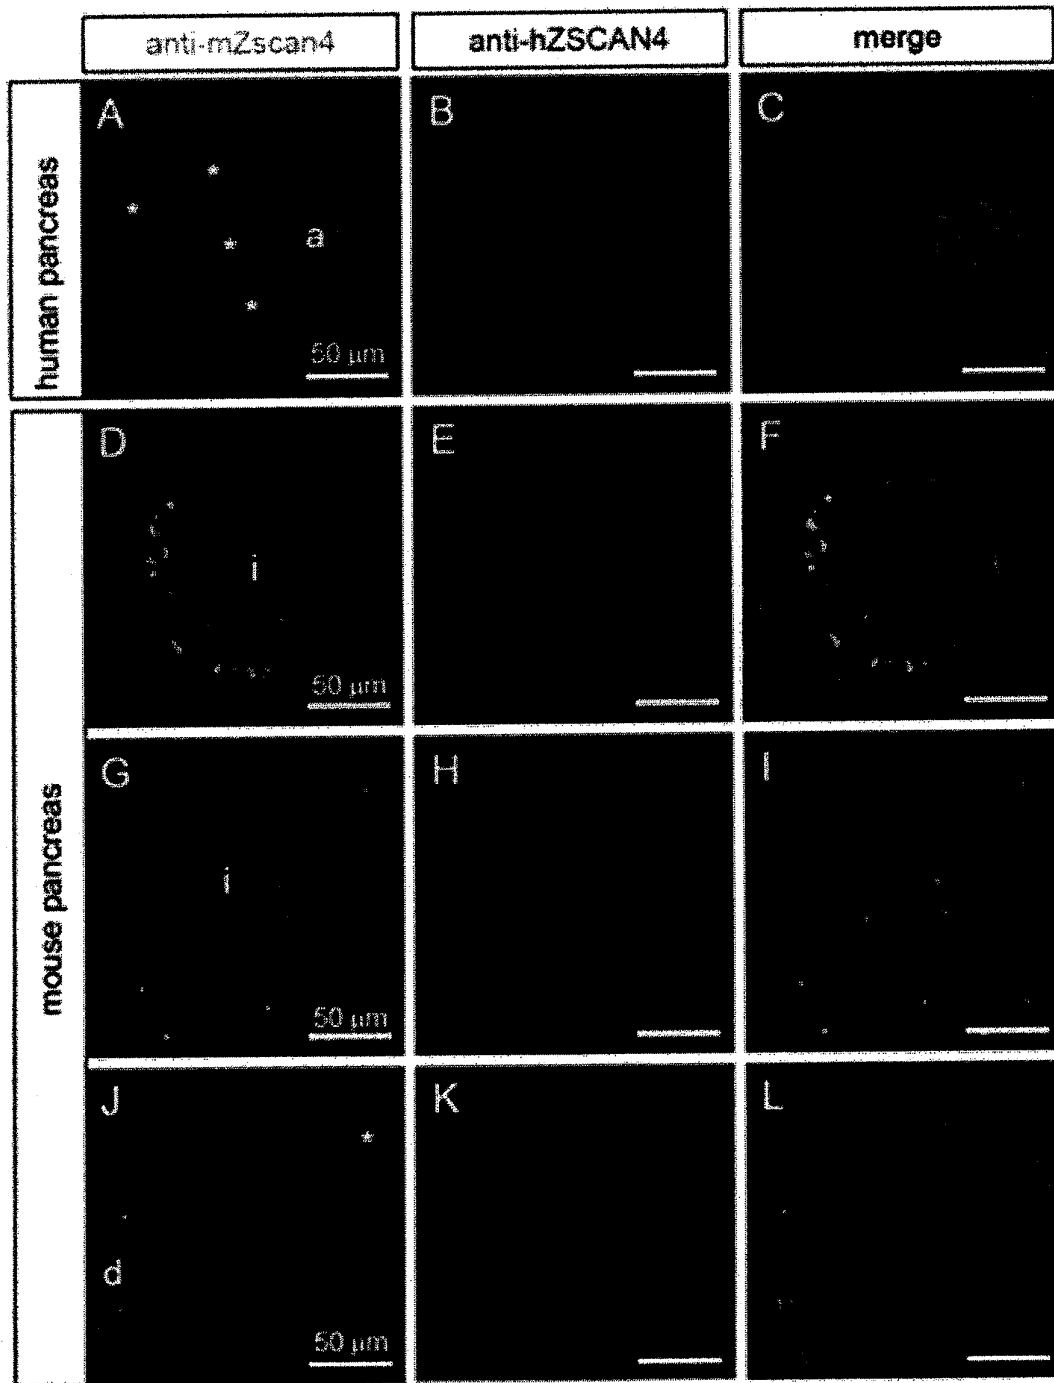 anti-mZscan4 anti-hZSCAN4 merge
human pancreas
A B C
*
*
* a
*
50 μm
mouse pancreas
D E F
i
50 μm
G H I
i
50 μm
J K L
*
d
50 μm